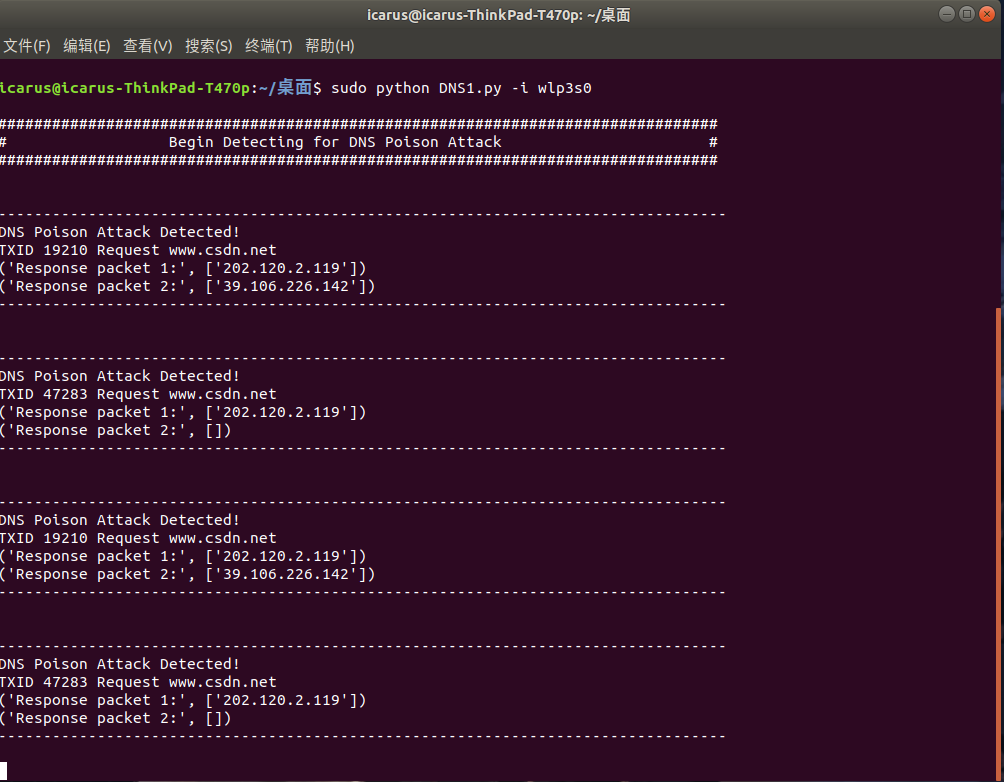 icarus@icarus-ThinkPad-T470p: ~/桌面
文件(F) 编辑(E) 查看(V) 搜索(S) 终端(T) 帮助(H)
icarus@icarus-ThinkPad-T470p:~/桌面$ sudo python DNS1.py -i wlp3s0
################################################################################
# Begin Detecting for DNS Poison Attack #
################################################################################
--------------------------------------------------------------------------------
DNS Poison Attack Detected!
TXID 19210 Request www.csdn.net
('Response packet 1:', ['202.120.2.119'])
('Response packet 2:', ['39.106.226.142'])
--------------------------------------------------------------------------------
--------------------------------------------------------------------------------
DNS Poison Attack Detected!
TXID 47283 Request www.csdn.net
('Response packet 1:', ['202.120.2.119'])
('Response packet 2:', [])
--------------------------------------------------------------------------------
--------------------------------------------------------------------------------
DNS Poison Attack Detected!
TXID 19210 Request www.csdn.net
('Response packet 1:', ['202.120.2.119'])
('Response packet 2:', ['39.106.226.142'])
--------------------------------------------------------------------------------
--------------------------------------------------------------------------------
DNS Poison Attack Detected!
TXID 47283 Request www.csdn.net
('Response packet 1:', ['202.120.2.119'])
('Response packet 2:', [])
--------------------------------------------------------------------------------